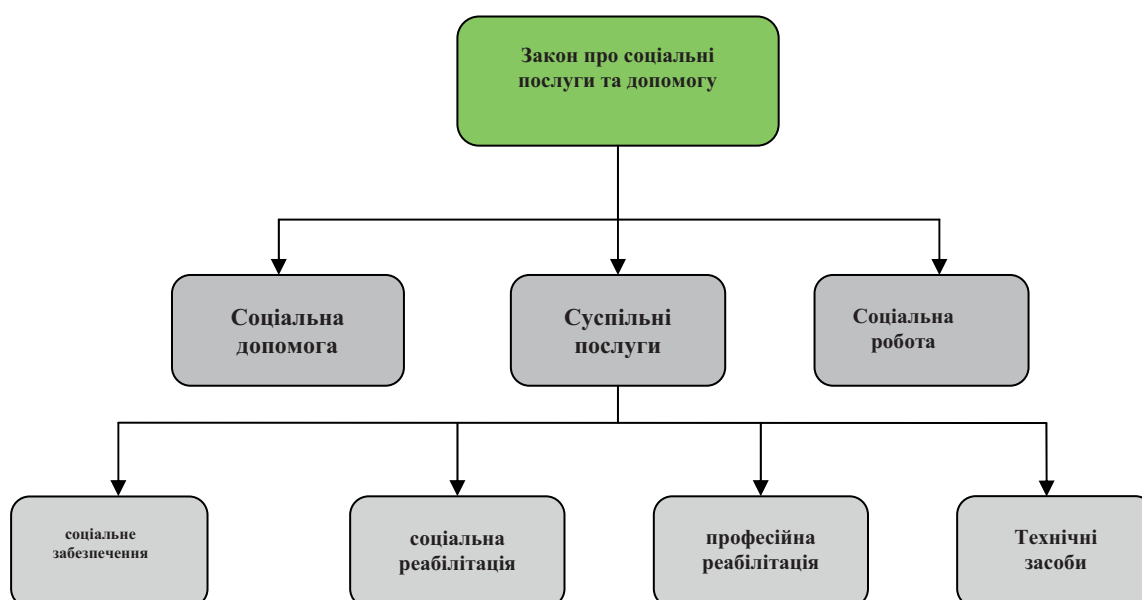 Закон про соціальні
послуги та допомогу
Соціальна
допомога
Суспільні
послуги
Соціальна
робота
соціальне
забезпечення
соціальна
реабілітація
професійна
реабілітація
Технічні
засоби